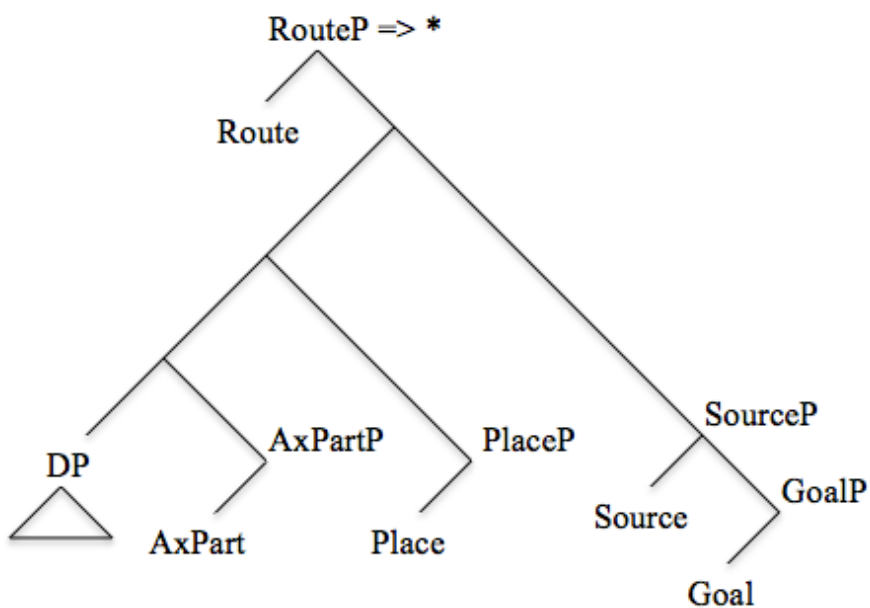 RouteP => *
Route
SourceP
AxPartP
PlaceP
DP
GoalP
Source
AxPart
Place
Goal